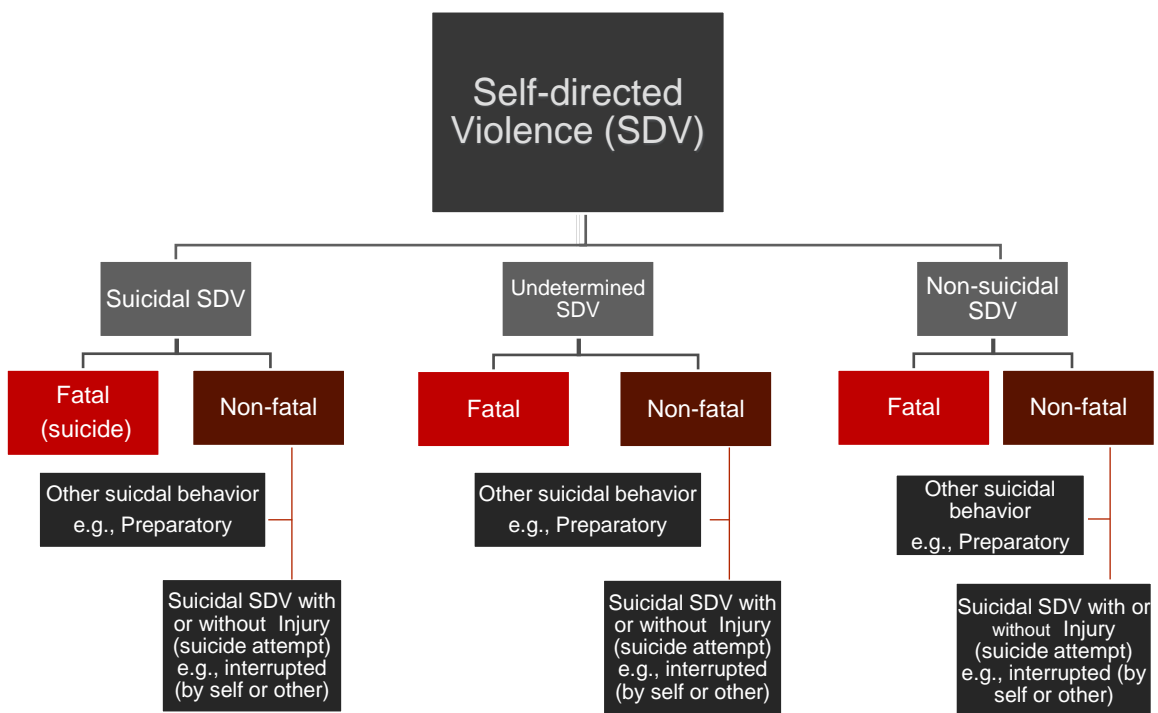 Self-directed
Violence (SDV)
Suicidal SDV
Undetermined
SDV
Non-suicidal
SDV
Fatal
(suicide)
Non-fatal
Fatal
Non-fatal
Fatal
Non-fatal
Other suicdal behavior
e.g., Preparatory
Other suicidal behavior
e.g., Preparatory
Other suicidal
behavior
e.g., Preparatory
Suicidal SDV with
or without Injury
(suicide attempt)
e.g., interrupted
(by self or other)
Suicidal SDV with
or without Injury
(suicide attempt)
e.g., interrupted
(by self or other)
Suicidal SDV with or
without Injury
(suicide attempt)
e.g., interrupted (by
self or other)